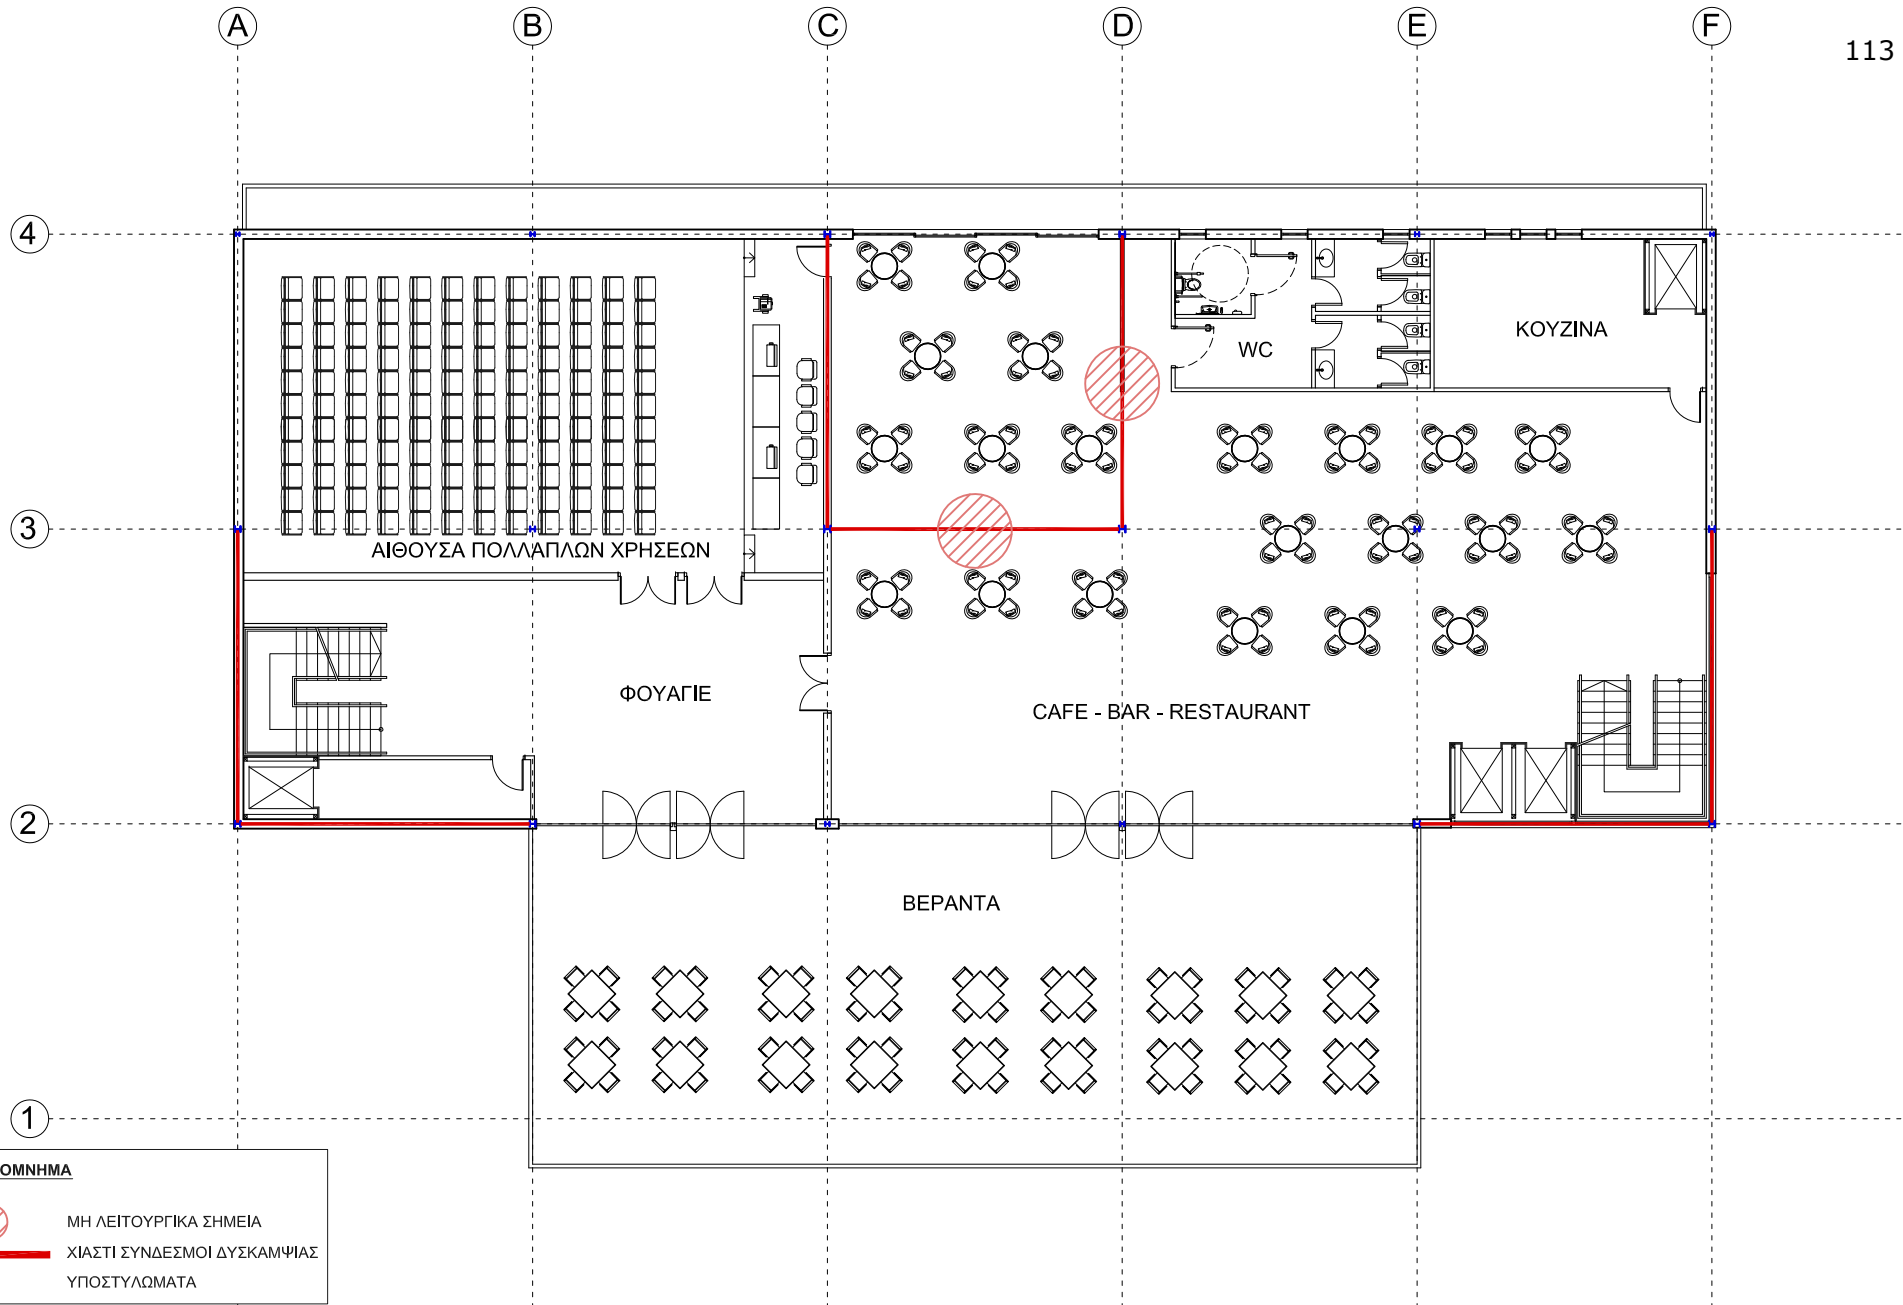 A B C D E F
113
4
WC
ΚΟΥΖΙΝΑ
3
ΑΙΘΟΥΣΑ ΠΟΛΛΑΠΛΩΝ ΧΡΗΣΕΩΝ
ΦΟΥΑΓΙΕ
CAFE - BAR - RESTAURANT
2
ΒΕΡΑΝΤΑ
1
ΟΜΝΗΜΑ
ΜΗ ΛΕΙΤΟΥΡΓΙΚΑ ΣΗΜΕΙΑ
ΧΙΑΣΤΙ ΣΥΝΔΕΣΜΟΙ ΔΥΣΚΑΜΨΙΑΣ
ΥΠΟΣΤΥΛΩΜΑΤΑ